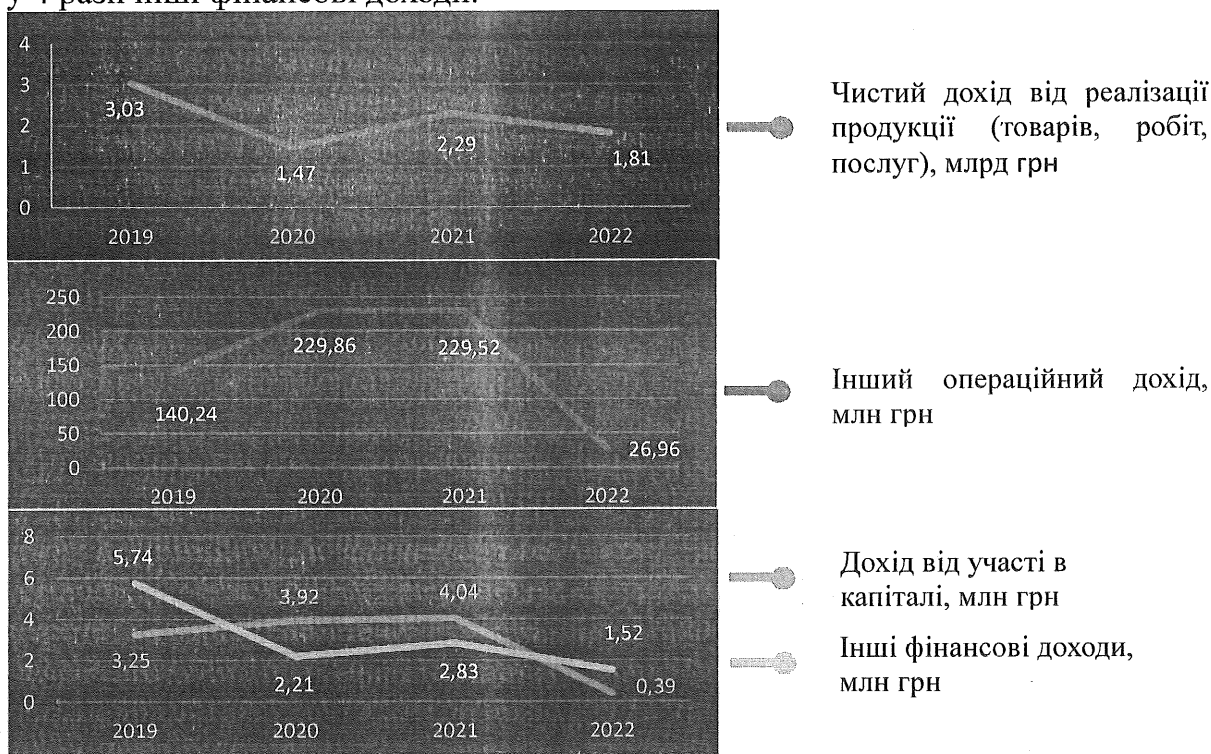 у 4 рази інші фінансові доходи.
4
3
2
1
0
3,03
1,47
2,29
1,81
2019 2020 2021 2022
Чистий дохід від реалізації
продукції (товарів, робіт,
послуг), млрд грн
250
200
150
100
50
0
140,24
229,86
229,52
26,96
2019 2020 2021 2022
Інший операційний дохід,
млн грн
8
6
4
2
0
5,74
3,92
4,04
1,52
3,25
2,21
2,83
0,39
2019 2020 2021 2022
Дохід від участі в
капіталі, млн грн
Інші фінансові доходи,
млн грн